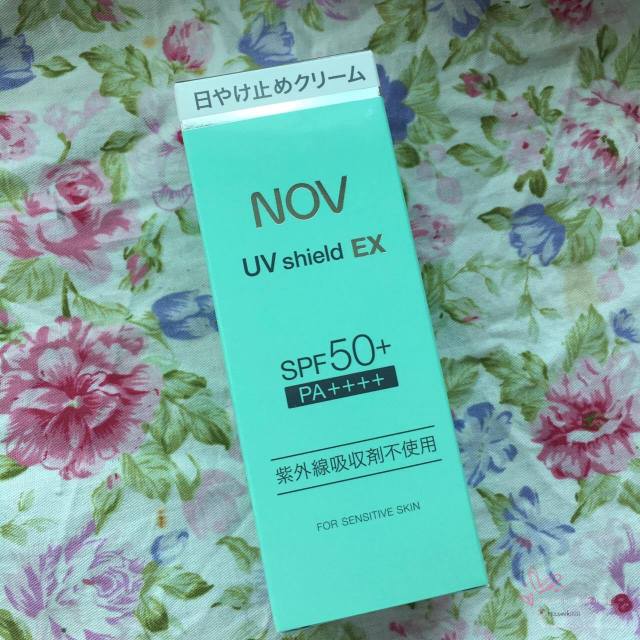 日やけ止めクリーム
NOV
UV shield EX
SPF50+
PA++++
紫外線吸収剤不使用
FOR SENSITIVE SKIN